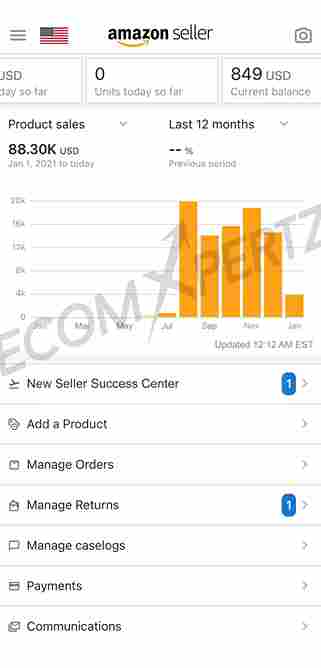 amazon seller
USD
day so far
0
Units today so far
849 USD
Current balance
Product sales
Last 12 months
88.30K USD
Jan 1, 2021 to today
-- %
Previous period
20K
16K
12K
8K
4K
0
Jan Mar May Jul Sep Nov Jan
Updated 12:12 AM EST
ECOMXPERTZ
New Seller Success Center 1
Add a Product
Manage Orders
Manage Returns 1
Manage caselogs
Payments
Communications